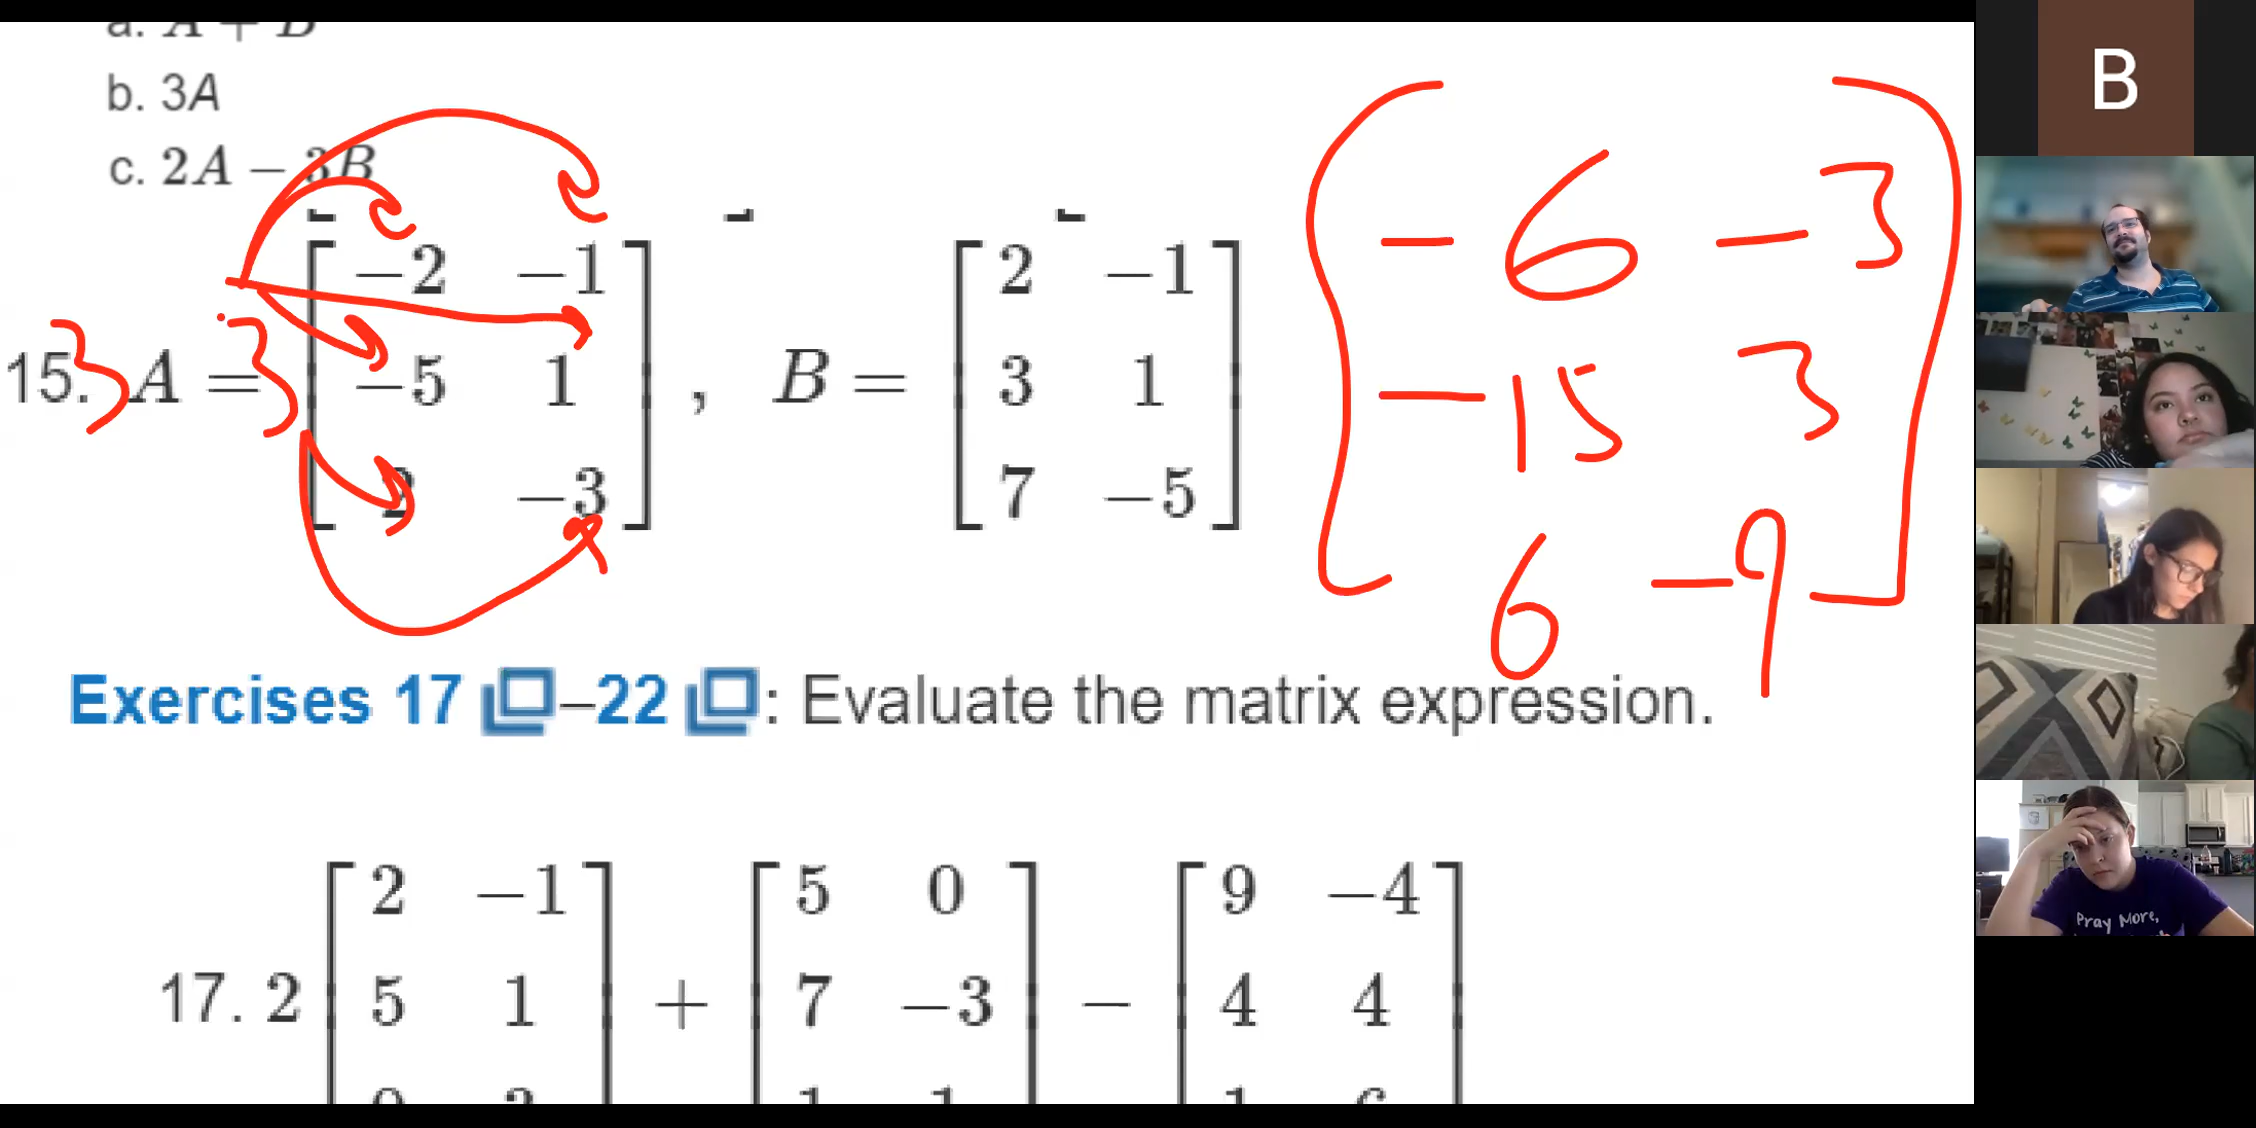 a. A + B
b. 3A
c. 2A − 3B
15. 3A = 3 [ −2 −1 ] , B = [ 2 −1 ]
−5 1 3 1
2 −3 7 −5
− 6 − 3
− 15 3
6 − 9
Exercises 17 –22 : Evaluate the matrix expression.
17. 2 [ 2 −1 ] + [ 5 0 ] − [ 9 −4 ]
5 1 7 −3 4 4
B
Pray More,